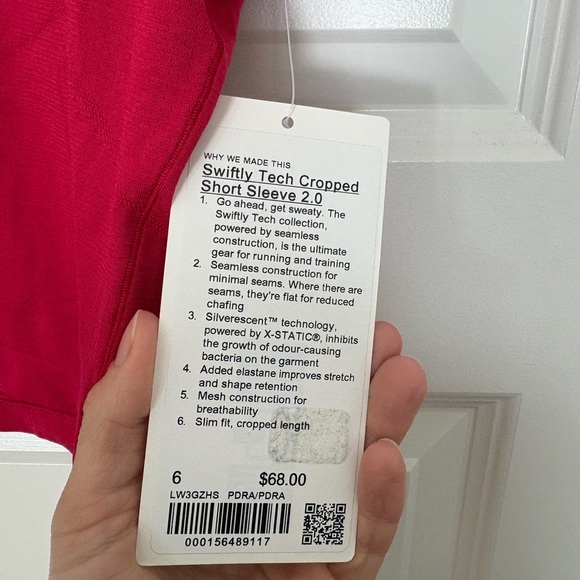 WHY WE MADE THIS
Swiftly Tech Cropped
Short Sleeve 2.0
1. Go ahead, get sweaty. The
Swiftly Tech collection,
powered by seamless
construction, is the ultimate
gear for running and training
2. Seamless construction for
minimal seams. Where there are
seams, they're flat for reduced
chafing
3. Silverescent™ technology,
powered by X-STATIC®, inhibits
the growth of odour-causing
bacteria on the garment
4. Added elastane improves stretch
and shape retention
5. Mesh construction for
breathability
6. Slim fit, cropped length
6 $68.00
LW3GZHS PDRA/PDRA
000156489117